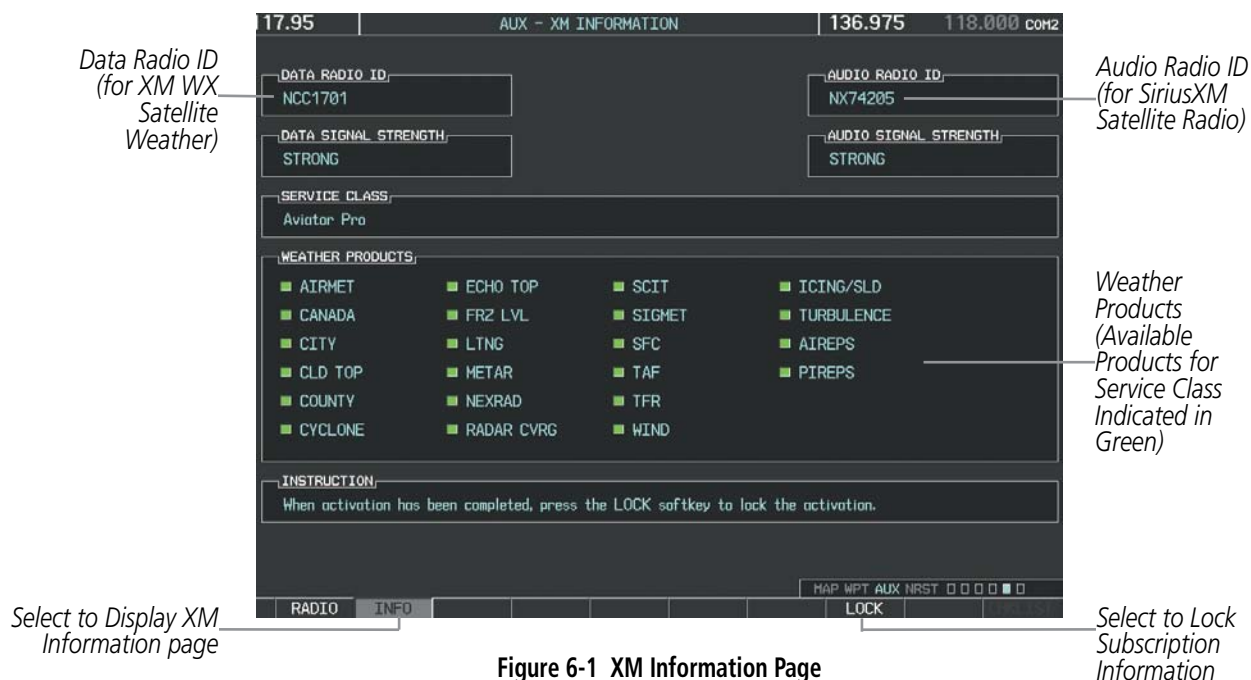 117.95 AUX - XM INFORMATION 136.975 118.000 COM2
Data Radio ID
(for XM WX
Satellite
Weather)
DATA RADIO ID
NCC1701
AUDIO RADIO ID
NX74205
Audio Radio ID
(for SiriusXM
Satellite Radio)
DATA SIGNAL STRENGTH
STRONG
AUDIO SIGNAL STRENGTH
STRONG
SERVICE CLASS
Aviator Pro
WEATHER PRODUCTS
AIRMET ECHO TOP SCIT ICING/SLD
CANADA FRZ LVL SIGMET TURBULENCE
CITY LTNG SFC AIREPS
CLD TOP METAR TAF PIREPS
COUNTY NEXRAD TFR
CYCLONE RADAR CVRG WIND
Weather
Products
(Available
Products for
Service Class
Indicated in
Green)
INSTRUCTION
When activation has been completed, press the LOCK softkey to lock the activation.
MAP WPT AUX NRST
RADIO INFO LOCK CHKLIST
Select to Display XM
Information page
Select to Lock
Subscription
Information
Figure 6-1 XM Information Page